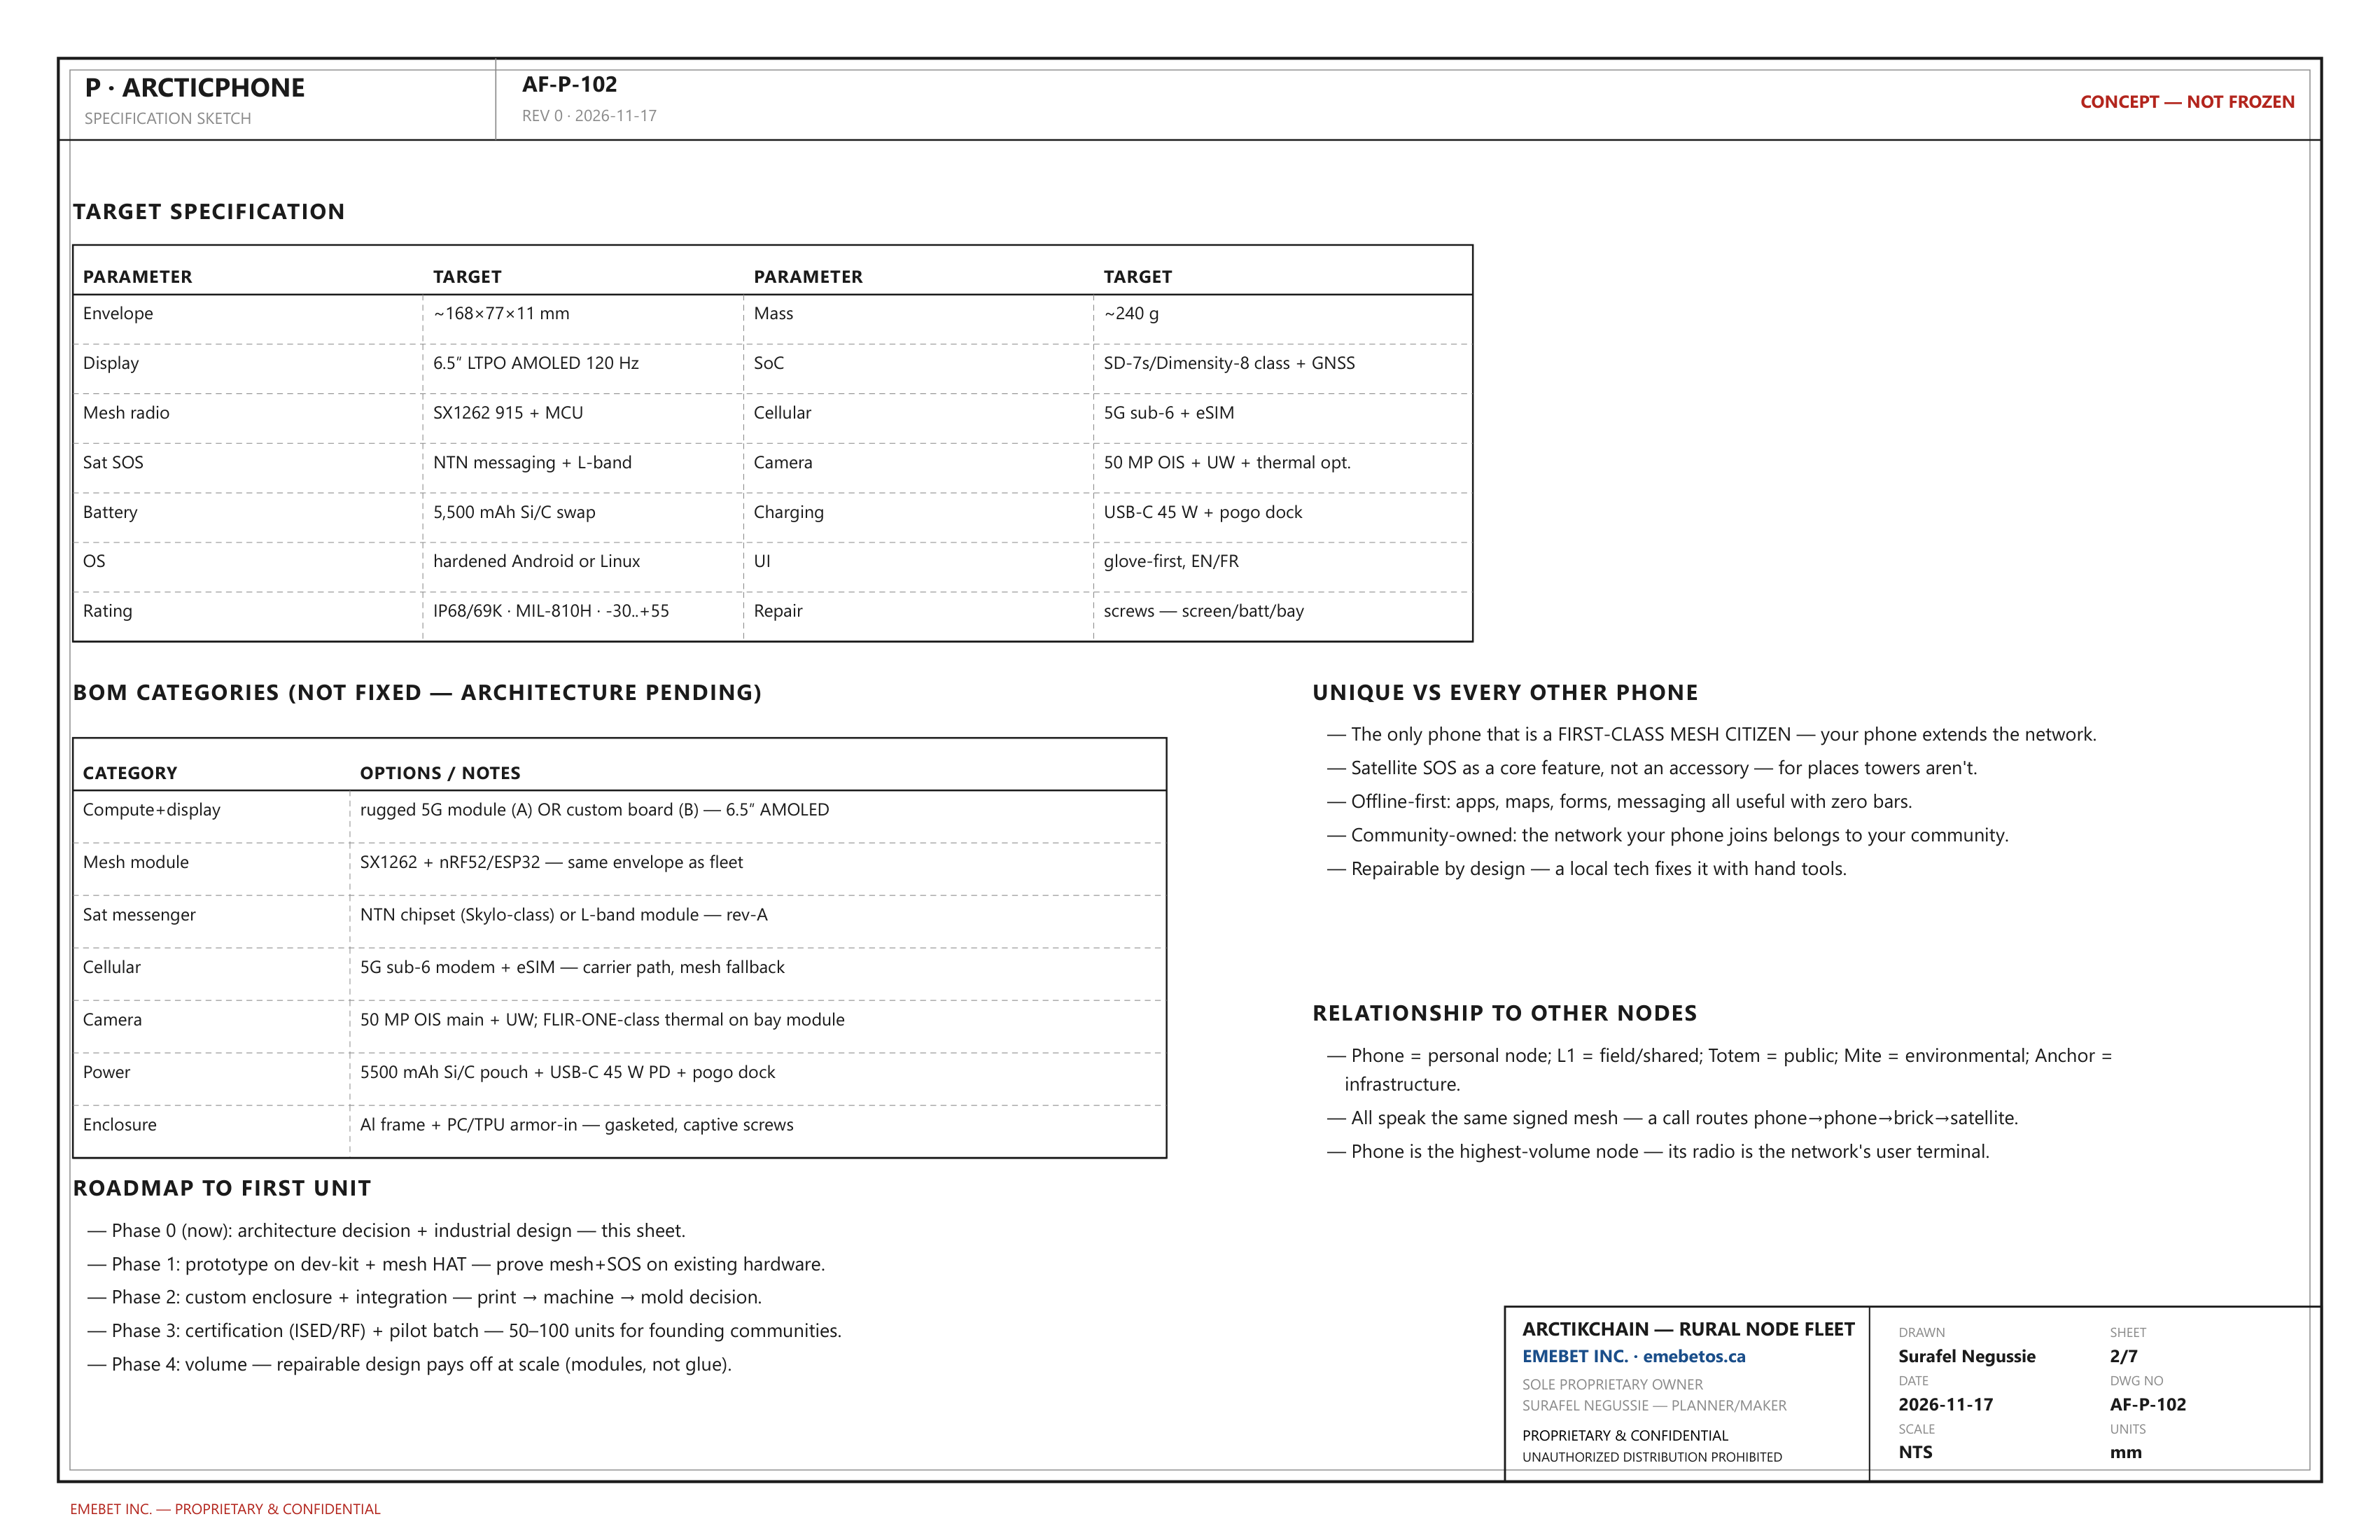 P · ARCTICPHONE
SPECIFICATION SKETCH
AF-P-102
REV 0 · 2026-11-17
CONCEPT — NOT FROZEN
TARGET SPECIFICATION
PARAMETER TARGET PARAMETER TARGET
Envelope ~168×77×11 mm Mass ~240 g
Display 6.5″ LTPO AMOLED 120 Hz SoC SD-7s/Dimensity-8 class + GNSS
Mesh radio SX1262 915 + MCU Cellular 5G sub-6 + eSIM
Sat SOS NTN messaging + L-band Camera 50 MP OIS + UW + thermal opt.
Battery 5,500 mAh Si/C swap Charging USB-C 45 W + pogo dock
OS hardened Android or Linux UI glove-first, EN/FR
Rating IP68/69K · MIL-810H · -30..+55 Repair screws — screen/batt/bay
BOM CATEGORIES (NOT FIXED — ARCHITECTURE PENDING)
CATEGORY OPTIONS / NOTES
Compute+display rugged 5G module (A) OR custom board (B) — 6.5″ AMOLED
Mesh module SX1262 + nRF52/ESP32 — same envelope as fleet
Sat messenger NTN chipset (Skylo-class) or L-band module — rev-A
Cellular 5G sub-6 modem + eSIM — carrier path, mesh fallback
Camera 50 MP OIS main + UW; FLIR-ONE-class thermal on bay module
Power 5500 mAh Si/C pouch + USB-C 45 W PD + pogo dock
Enclosure Al frame + PC/TPU armor-in — gasketed, captive screws
ROADMAP TO FIRST UNIT
— Phase 0 (now): architecture decision + industrial design — this sheet.
— Phase 1: prototype on dev-kit + mesh HAT — prove mesh+SOS on existing hardware.
— Phase 2: custom enclosure + integration — print → machine → mold decision.
— Phase 3: certification (ISED/RF) + pilot batch — 50–100 units for founding communities.
— Phase 4: volume — repairable design pays off at scale (modules, not glue).
UNIQUE VS EVERY OTHER PHONE
— The only phone that is a FIRST-CLASS MESH CITIZEN — your phone extends the network.
— Satellite SOS as a core feature, not an accessory — for places towers aren't.
— Offline-first: apps, maps, forms, messaging all useful with zero bars.
— Community-owned: the network your phone joins belongs to your community.
— Repairable by design — a local tech fixes it with hand tools.
RELATIONSHIP TO OTHER NODES
— Phone = personal node; L1 = field/shared; Totem = public; Mite = environmental; Anchor =
infrastructure.
— All speak the same signed mesh — a call routes phone→phone→brick→satellite.
— Phone is the highest-volume node — its radio is the network's user terminal.
ARCTIKCHAIN — RURAL NODE FLEET
EMEBET INC. · emebetos.ca
SOLE PROPRIETARY OWNER
SURAFEL NEGUSSIE — PLANNER/MAKER
PROPRIETARY & CONFIDENTIAL
UNAUTHORIZED DISTRIBUTION PROHIBITED
DRAWN SHEET
Surafel Negussie 2/7
DATE DWG NO
2026-11-17 AF-P-102
SCALE UNITS
NTS mm
EMEBET INC. — PROPRIETARY & CONFIDENTIAL